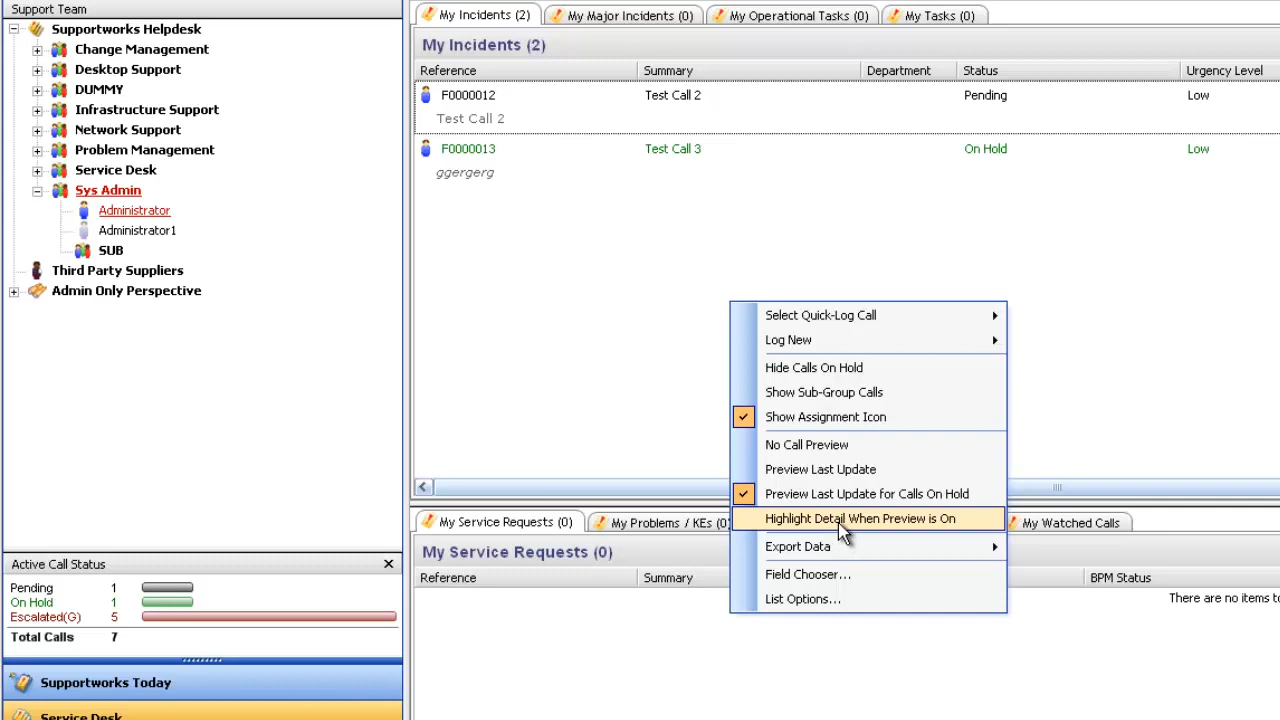 Support Team
Supportworks Helpdesk
Change Management
Desktop Support
DUMMY
Infrastructure Support
Network Support
Problem Management
Service Desk
Sys Admin
Administrator
Administrator1
SUB
Third Party Suppliers
Admin Only Perspective
Active Call Status
Pending 1
On Hold 1
Escalated(G) 5
Total Calls 7
Supportworks Today
Service Desk
My Incidents (2) My Major Incidents (0) My Operational Tasks (0) My Tasks (0)
My Incidents (2)
Reference Summary Department Status Urgency Level
F0000012 Test Call 2 Pending Low
Test Call 2
F0000013 Test Call 3 On Hold Low
ggergerg
Select Quick-Log Call
Log New
Hide Calls On Hold
Show Sub-Group Calls
Show Assignment Icon
No Call Preview
Preview Last Update
Preview Last Update for Calls On Hold
Highlight Detail When Preview is On
Export Data
Field Chooser...
List Options...
My Service Requests (0) My Problems / KEs (0) My Watched Calls
My Service Requests (0)
Reference Summary BPM Status
There are no items to